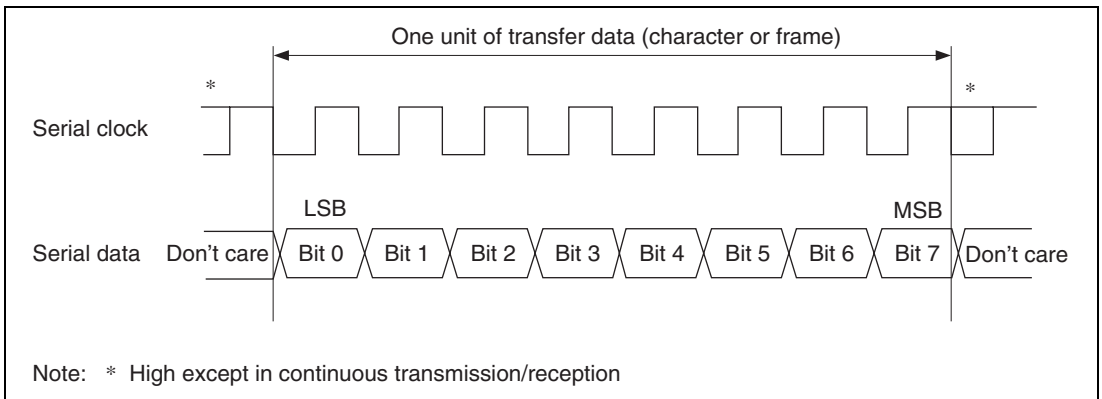 One unit of transfer data (character or frame)
* *
Serial clock
LSB MSB
Serial data Don't care Bit 0 Bit 1 Bit 2 Bit 3 Bit 4 Bit 5 Bit 6 Bit 7 Don't care
Note: * High except in continuous transmission/reception